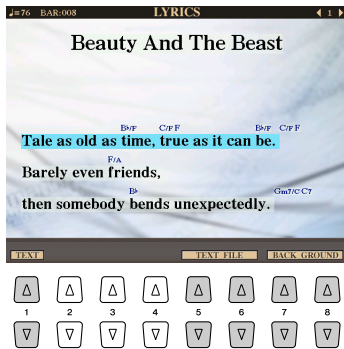 ♩=76 BAR:008 LYRICS 1
Beauty And The Beast
B♭/F C/F F B♭/F C/F F
Tale as old as time, true as it can be.
F/A
Barely even friends,
B♭ Gm7/C C7
then somebody bends unexpectedly.
TEXT TEXT FILE BACK GROUND
1 2 3 4 5 6 7 8